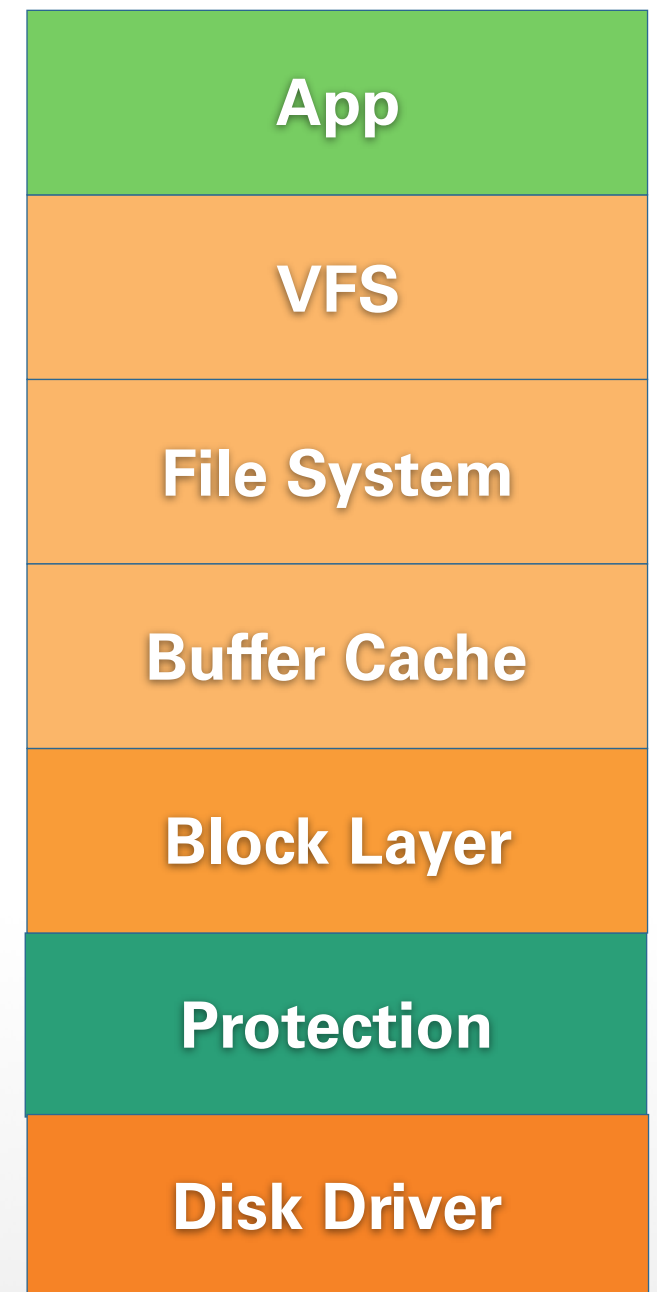 App
VFS
File System
Buffer Cache
Block Layer
Protection
Disk Driver